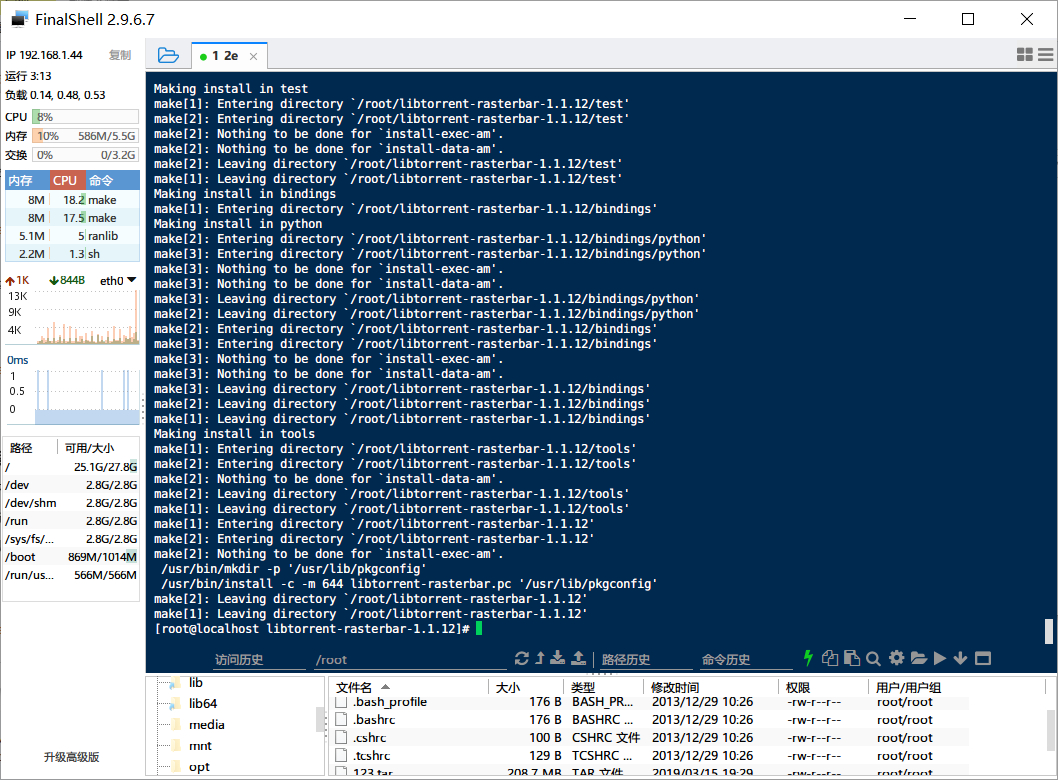 FinalShell 2.9.6.7
IP 192.168.1.44 复制
运行 3:13
负载 0.14, 0.48, 0.53
CPU 8%
内存 10% 586M/5.5G
交换 0% 0/3.2G
内存 CPU 命令
8M 18.2 make
8M 17.5 make
5.1M 5 ranlib
2.2M 1.3 sh
1K 844B eth0
13K
9K
4K
0ms
1
0.5
0
路径 可用/大小
/ 25.1G/27.8G
/dev 2.8G/2.8G
/dev/shm 2.8G/2.8G
/run 2.8G/2.8G
/sys/fs/... 2.8G/2.8G
/boot 869M/1014M
/run/us... 566M/566M
升级高级版
1 2e
Making install in test
make[1]: Entering directory `/root/libtorrent-rasterbar-1.1.12/test'
make[2]: Entering directory `/root/libtorrent-rasterbar-1.1.12/test'
make[2]: Nothing to be done for `install-exec-am'.
make[2]: Nothing to be done for `install-data-am'.
make[2]: Leaving directory `/root/libtorrent-rasterbar-1.1.12/test'
make[1]: Leaving directory `/root/libtorrent-rasterbar-1.1.12/test'
Making install in bindings
make[1]: Entering directory `/root/libtorrent-rasterbar-1.1.12/bindings'
Making install in python
make[2]: Entering directory `/root/libtorrent-rasterbar-1.1.12/bindings/python'
make[3]: Entering directory `/root/libtorrent-rasterbar-1.1.12/bindings/python'
make[3]: Nothing to be done for `install-exec-am'.
make[3]: Nothing to be done for `install-data-am'.
make[3]: Leaving directory `/root/libtorrent-rasterbar-1.1.12/bindings/python'
make[2]: Leaving directory `/root/libtorrent-rasterbar-1.1.12/bindings/python'
make[2]: Entering directory `/root/libtorrent-rasterbar-1.1.12/bindings'
make[3]: Entering directory `/root/libtorrent-rasterbar-1.1.12/bindings'
make[3]: Nothing to be done for `install-exec-am'.
make[3]: Nothing to be done for `install-data-am'.
make[3]: Leaving directory `/root/libtorrent-rasterbar-1.1.12/bindings'
make[2]: Leaving directory `/root/libtorrent-rasterbar-1.1.12/bindings'
make[1]: Leaving directory `/root/libtorrent-rasterbar-1.1.12/bindings'
Making install in tools
make[1]: Entering directory `/root/libtorrent-rasterbar-1.1.12/tools'
make[2]: Entering directory `/root/libtorrent-rasterbar-1.1.12/tools'
make[2]: Nothing to be done for `install-exec-am'.
make[2]: Leaving directory `/root/libtorrent-rasterbar-1.1.12/tools'
make[1]: Leaving directory `/root/libtorrent-rasterbar-1.1.12/tools'
make[1]: Entering directory `/root/libtorrent-rasterbar-1.1.12'
make[2]: Entering directory `/root/libtorrent-rasterbar-1.1.12'
make[2]: Nothing to be done for `install-exec-am'.
/usr/bin/mkdir -p '/usr/lib/pkgconfig'
/usr/bin/install -c -m 644 libtorrent-rasterbar.pc '/usr/lib/pkgconfig'
make[2]: Leaving directory `/root/libtorrent-rasterbar-1.1.12'
make[1]: Leaving directory `/root/libtorrent-rasterbar-1.1.12'
[root@localhost libtorrent-rasterbar-1.1.12]#
访问历史 /root 路径历史 命令历史
lib
lib64
media
mnt
opt
文件名 大小 类型 修改时间 权限 用户/用户组
.bash_profile 176 B BASH_PR... 2013/12/29 10:26 -rw-r--r-- root/root
.bashrc 176 B BASHRC ... 2013/12/29 10:26 -rw-r--r-- root/root
.cshrc 100 B CSHRC 文件 2013/12/29 10:26 -rw-r--r-- root/root
.tcshrc 129 B TCSHRC ... 2013/12/29 10:26 -rw-r--r-- root/root
123.tar 208.7 MB TAR 文件 2019/03/15 19:29 -rw-r--r-- root/root